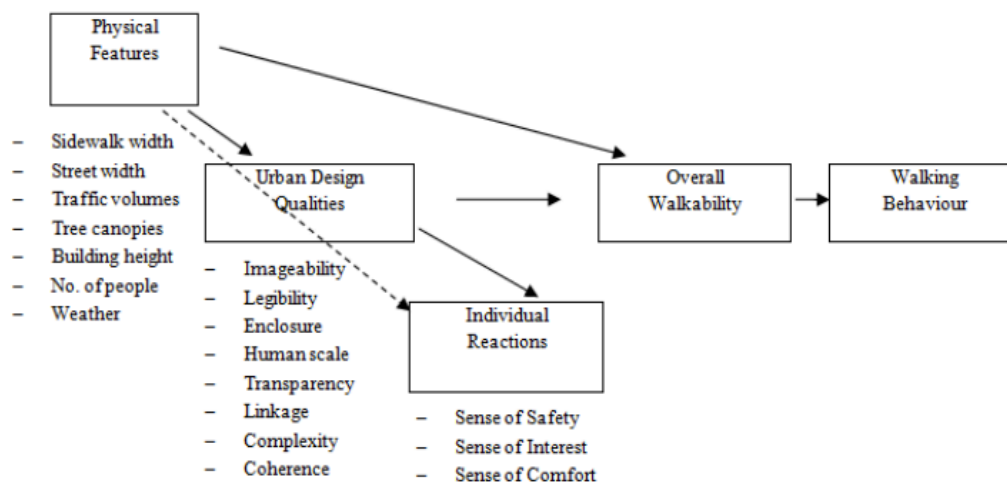 Physical
Features
– Sidewalk width
– Street width
– Traffic volumes
– Tree canopies
– Building height
– No. of people
– Weather
Urban Design
Qualities
– Imageability
– Legibility
– Enclosure
– Human scale
– Transparency
– Linkage
– Complexity
– Coherence
Individual
Reactions
– Sense of Safety
– Sense of Interest
– Sense of Comfort
Overall
Walkability
Walking
Behaviour